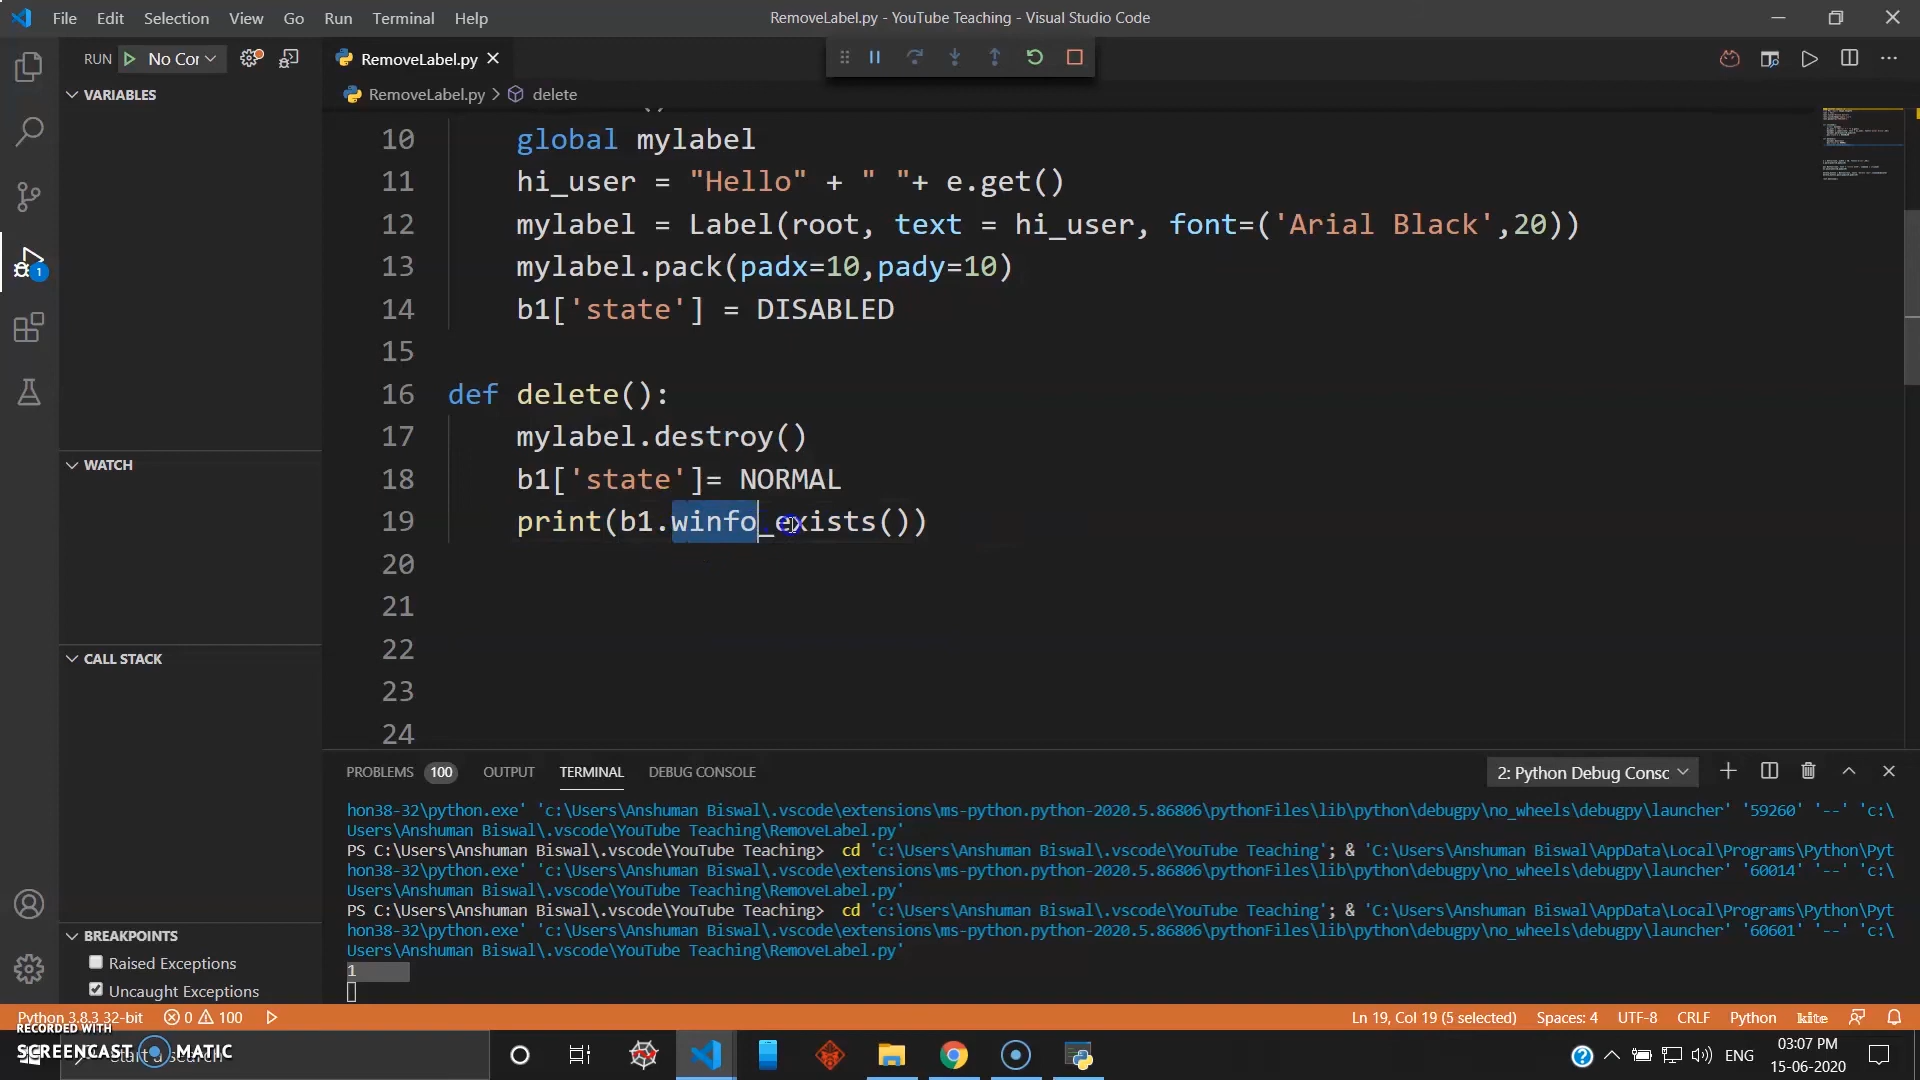 File Edit Selection View Go Run Terminal Help
RemoveLabel.py - YouTube Teaching - Visual Studio Code
RUN No Cor
RemoveLabel.py
RemoveLabel.py > delete
VARIABLES
WATCH
CALL STACK
BREAKPOINTS
Raised Exceptions
Uncaught Exceptions
1
10 global mylabel
11 hi_user = "Hello" + " "+ e.get()
12 mylabel = Label(root, text = hi_user, font=('Arial Black',20))
13 mylabel.pack(padx=10,pady=10)
14 b1['state'] = DISABLED
15
16 def delete():
17 mylabel.destroy()
18 b1['state']= NORMAL
19 print(b1.winfo_exists())
20
21
22
23
24
PROBLEMS 100 OUTPUT TERMINAL DEBUG CONSOLE
2: Python Debug Consc
hon38-32\python.exe' 'c:\Users\Anshuman Biswal\.vscode\extensions\ms-python.python-2020.5.86806\pythonFiles\lib\python\debugpy\no_wheels\debugpy\launcher' '59260' '--' 'c:\
Users\Anshuman Biswal\.vscode\YouTube Teaching\RemoveLabel.py'
PS C:\Users\Anshuman Biswal\.vscode\YouTube Teaching> cd 'c:\Users\Anshuman Biswal\.vscode\YouTube Teaching'; & 'C:\Users\Anshuman Biswal\AppData\Local\Programs\Python\Pyt
hon38-32\python.exe' 'c:\Users\Anshuman Biswal\.vscode\extensions\ms-python.python-2020.5.86806\pythonFiles\lib\python\debugpy\no_wheels\debugpy\launcher' '60014' '--' 'c:\
Users\Anshuman Biswal\.vscode\YouTube Teaching\RemoveLabel.py'
PS C:\Users\Anshuman Biswal\.vscode\YouTube Teaching> cd 'c:\Users\Anshuman Biswal\.vscode\YouTube Teaching'; & 'C:\Users\Anshuman Biswal\AppData\Local\Programs\Python\Pyt
hon38-32\python.exe' 'c:\Users\Anshuman Biswal\.vscode\extensions\ms-python.python-2020.5.86806\pythonFiles\lib\python\debugpy\no_wheels\debugpy\launcher' '60601' '--' 'c:\
Users\Anshuman Biswal\.vscode\YouTube Teaching\RemoveLabel.py'
1
Python 3.8.3 32-bit 0 100
Ln 19, Col 19 (5 selected) Spaces: 4 UTF-8 CRLF Python kite
RECORDED WITH
SCREENCAST MATIC
a search
ENG
03:07 PM
15-06-2020